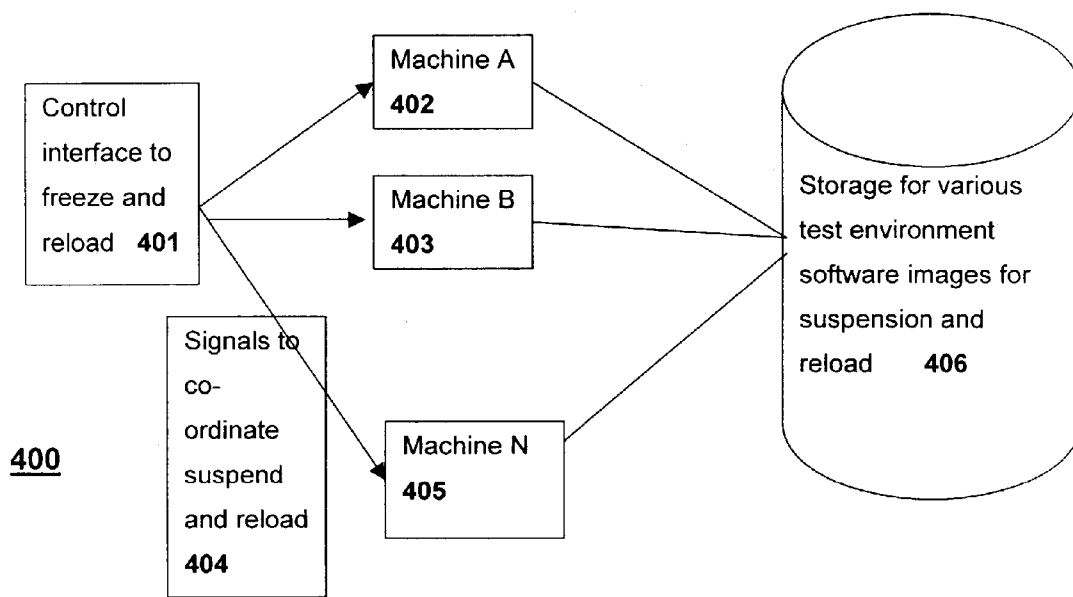 Control
interface to
freeze and
reload 401
Machine A
402
Machine B
403
Signals to
co-
ordinate
suspend
and reload
404
Machine N
405
Storage for various
test environment
software images for
suspension and
reload 406
400